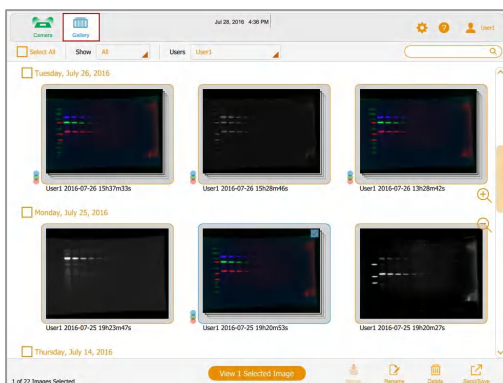 Jul 28, 2016 4:36 PM
Camera
Gallery
User1
Select All
Show
All
Users
User1
Tuesday, July 26, 2016
User1 2016-07-26 15h37m33s
User1 2016-07-26 15h28m46s
User1 2016-07-26 13h28m42s
Monday, July 25, 2016
User1 2016-07-25 19h23m47s
User1 2016-07-25 19h20m53s
User1 2016-07-25 19h20m27s
Thursday, July 14, 2016
1 of 22 Images Selected
View 1 Selected Image
Rename
Delete
Send/Save